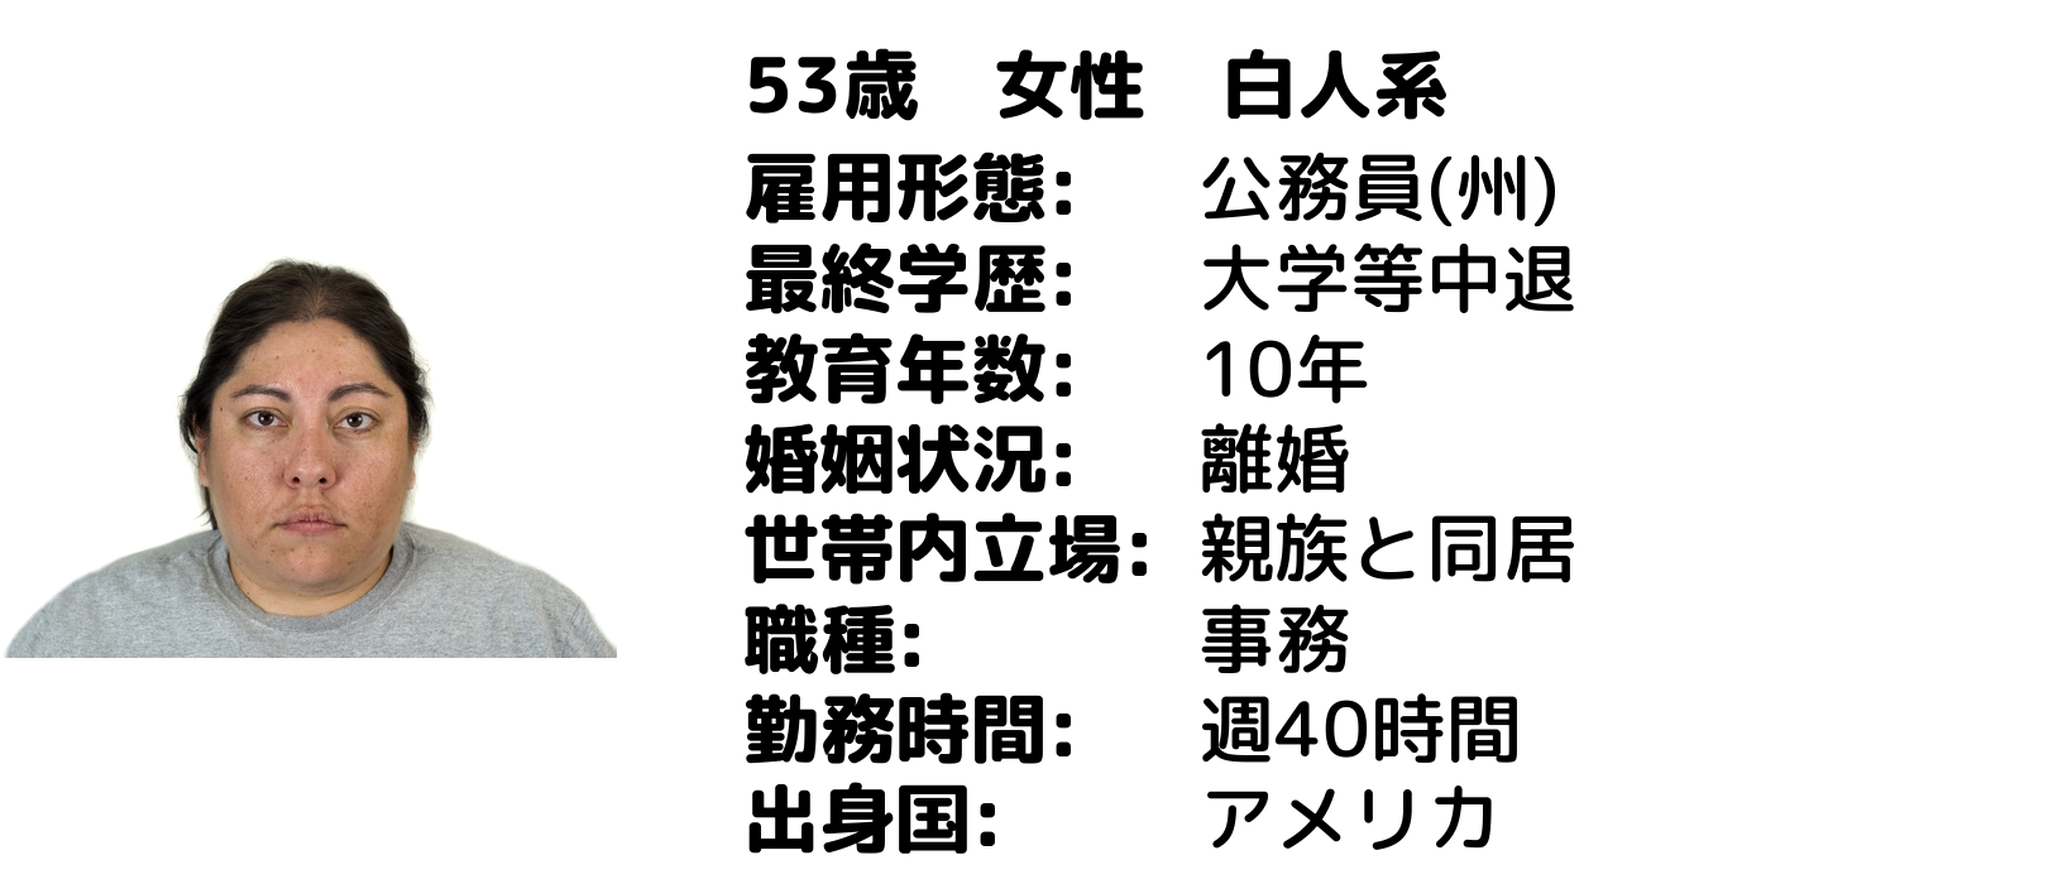 53歳　女性　白人系
雇用形態:　公務員(州)
最終学歴:　大学等中退
教育年数:　10年
婚姻状況:　離婚
世帯内立場:　親族と同居
職種:　事務
勤務時間:　週40時間
出身国:　アメリカ